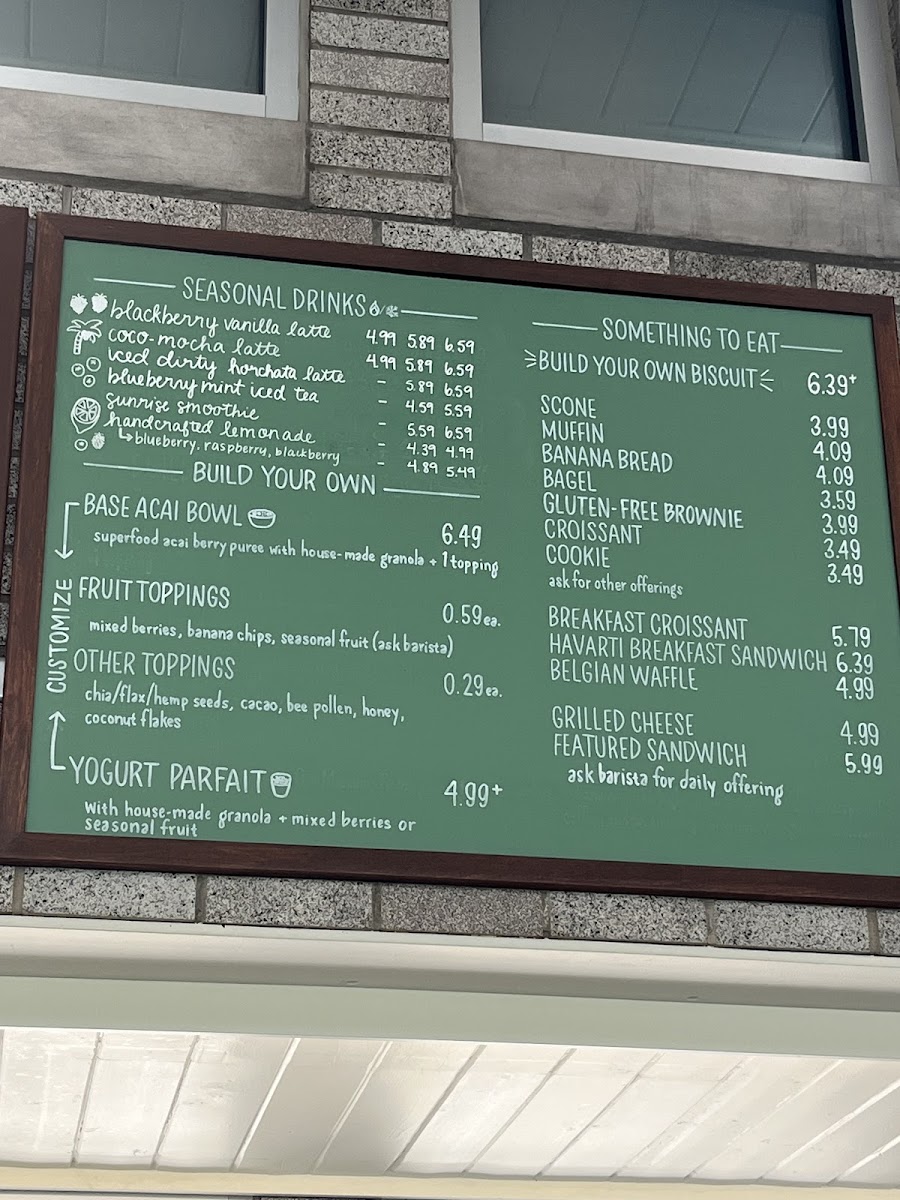 SEASONAL DRINKS
blackberry vanilla latte 4.99 5.89 6.59
coco-mocha latte 4.99 5.89 6.59
iced dirty horchata latte - 5.89 6.59
blueberry mint iced tea - 4.59 5.59
sunrise smoothie - 5.59 6.59
handcrafted lemonade - 4.39 4.99
blueberry, raspberry, blackberry - 4.89 5.49
BUILD YOUR OWN
BASE ACAI BOWL 6.49
superfood acai berry puree with house-made granola + 1 topping
CUSTOMIZE
FRUIT TOPPINGS 0.59 ea.
mixed berries, banana chips, seasonal fruit (ask barista)
OTHER TOPPINGS 0.29 ea.
chia/flax/hemp seeds, cacao, bee pollen, honey,
coconut flakes
YOGURT PARFAIT 4.99+
with house-made granola + mixed berries or
seasonal fruit
SOMETHING TO EAT
BUILD YOUR OWN BISCUIT 6.39+
SCONE 3.99
MUFFIN 4.09
BANANA BREAD 4.09
BAGEL 3.59
GLUTEN-FREE BROWNIE 3.99
CROISSANT 3.49
COOKIE 3.49
ask for other offerings
BREAKFAST CROISSANT 5.79
HAVARTI BREAKFAST SANDWICH 6.39
BELGIAN WAFFLE 4.99
GRILLED CHEESE 4.99
FEATURED SANDWICH 5.99
ask barista for daily offering